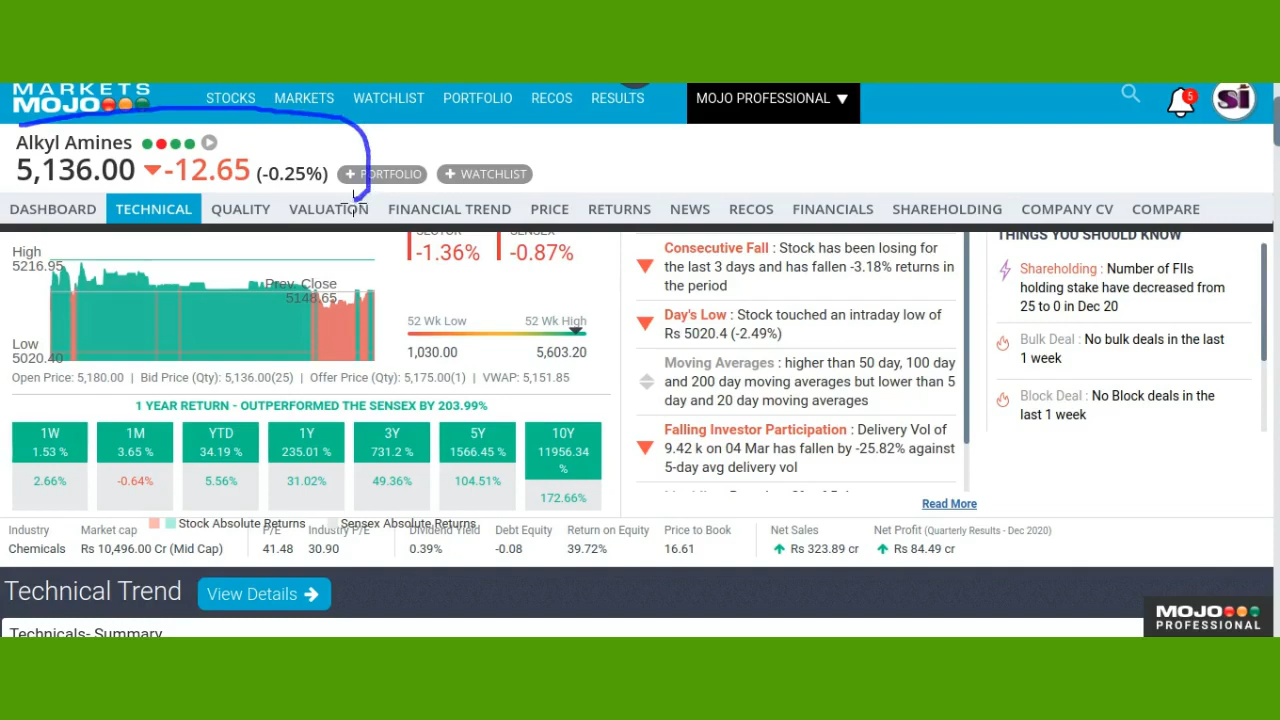 MARKETS
MOJO
STOCKS MARKETS WATCHLIST PORTFOLIO RECOS RESULTS
MOJO PROFESSIONAL ▼
5
Si
Alkyl Amines
5,136.00 -12.65 (-0.25%)
+ PORTFOLIO + WATCHLIST
DASHBOARD TECHNICAL QUALITY VALUATION FINANCIAL TREND PRICE RETURNS NEWS RECOS FINANCIALS SHAREHOLDING COMPANY CV COMPARE
High
5216.95
Prev. Close
5148.65
Low
5020.40
SECTOR SENSEX
-1.36% -0.87%
52 Wk Low 52 Wk High
1,030.00 5,603.20
Open Price: 5,180.00 | Bid Price (Qty): 5,136.00(25) | Offer Price (Qty): 5,175.00(1) | VWAP: 5,151.85
1 YEAR RETURN - OUTPERFORMED THE SENSEX BY 203.99%
1W 1M YTD 1Y 3Y 5Y 10Y
1.53 % 3.65 % 34.19 % 235.01 % 731.2 % 1566.45 % 11956.34
%
2.66% -0.64% 5.56% 31.02% 49.36% 104.51% 172.66%
Stock Absolute Returns Sensex Absolute Returns
Consecutive Fall : Stock has been losing for
the last 3 days and has fallen -3.18% returns in
the period
Day's Low : Stock touched an intraday low of
Rs 5020.4 (-2.49%)
Moving Averages : higher than 50 day, 100 day
and 200 day moving averages but lower than 5
day and 20 day moving averages
Falling Investor Participation : Delivery Vol of
9.42 k on 04 Mar has fallen by -25.82% against
5-day avg delivery vol
Read More
THINGS YOU SHOULD KNOW
Shareholding : Number of FIIs
holding stake have decreased from
25 to 0 in Dec 20
Bulk Deal : No bulk deals in the last
1 week
Block Deal : No Block deals in the
last 1 week
Industry Market cap P/E Industry P/E Dividend Yield Debt Equity Return on Equity Price to Book Net Sales Net Profit (Quarterly Results - Dec 2020)
Chemicals Rs 10,496.00 Cr (Mid Cap) 41.48 30.90 0.39% -0.08 39.72% 16.61 Rs 323.89 cr Rs 84.49 cr
Technical Trend View Details
MOJO
PROFESSIONAL
Technicals- Summary